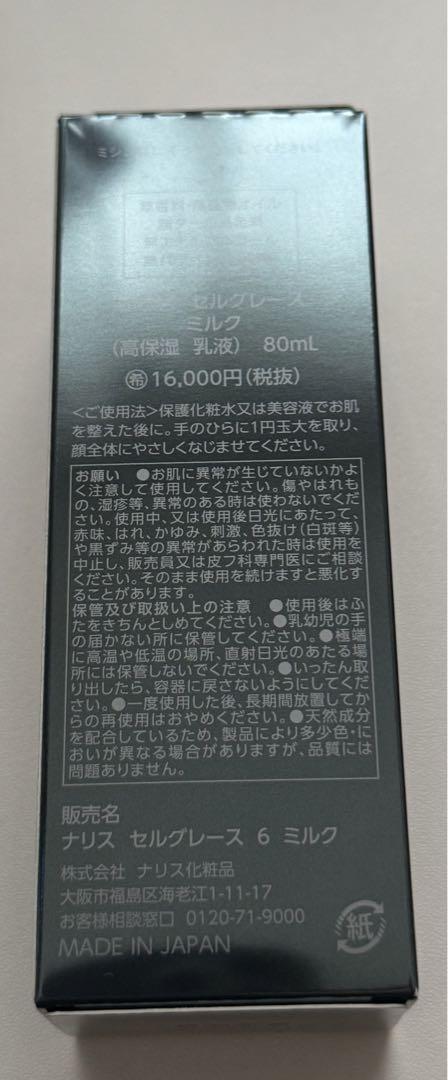 セルグレース
ミルク
(高保湿 乳液) 80mL
㊒16,000円(税抜)
<ご使用法>保護化粧水又は美容液でお肌
を整えた後に。手のひらに1円玉大を取り、
顔全体にやさしくなじませてください。
お願い ●お肌に異常が生じていないかよ
く注意して使用してください。傷やはれも
の、湿疹等、異常のある時は使わないでくだ
さい。使用中、又は使用後日光にあたって、
赤味、はれ、かゆみ、刺激、色抜け(白斑等)
や黒ずみ等の異常があらわれた時は使用を
中止し、販売員又は皮フ科専門医にご相談
ください。そのまま使用を続けますと悪化す
ることがあります。
保管及び取扱い上の注意 ●使用後はふ
たをきちんとしめてください。●乳幼児の手
の届かない所に保管してください。●極端
に高温や低温の場所、直射日光のあたる場
所には保管しないでください。●いったん取
り出したら、容器に戻さないようにしてくだ
さい。●一度使用した後、長期間放置してか
らの再使用はおやめください。●天然成分
を配合しているため、製品により多少色・に
おいが異なる場合がありますが、品質には
問題ありません。
販売名
ナリス セルグレース 6 ミルク
株式会社 ナリス化粧品
大阪市福島区海老江1-11-17
お客様相談窓口 0120-71-9000
MADE IN JAPAN
紙